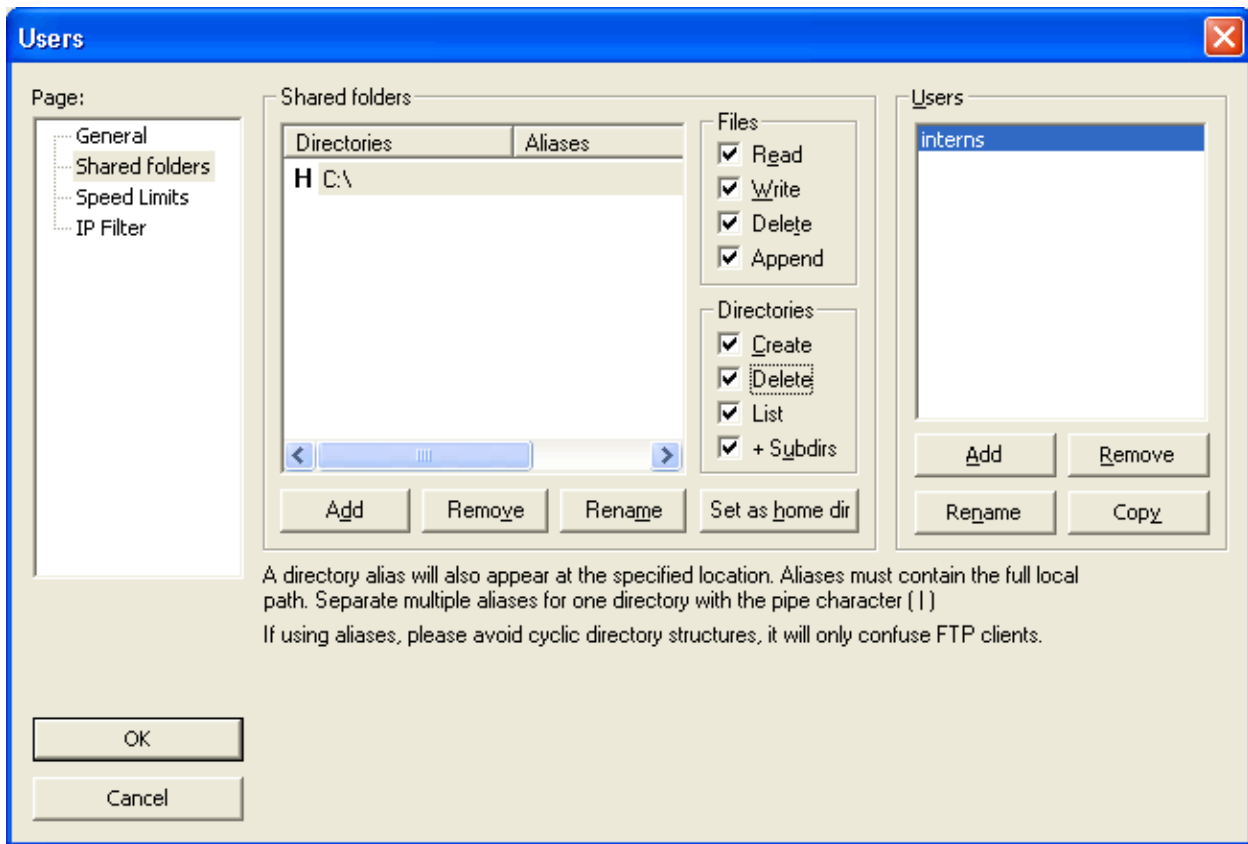 Users
Page:
General
Shared folders
Speed Limits
IP Filter
Shared folders
Directories Aliases
H C:\
Files
Read
Write
Delete
Append
Directories
Create
Delete
List
+ Subdirs
Add Remove Rename Set as home dir
Users
interns
Add Remove
Rename Copy
A directory alias will also appear at the specified location. Aliases must contain the full local
path. Separate multiple aliases for one directory with the pipe character ( | )
If using aliases, please avoid cyclic directory structures, it will only confuse FTP clients.
OK
Cancel